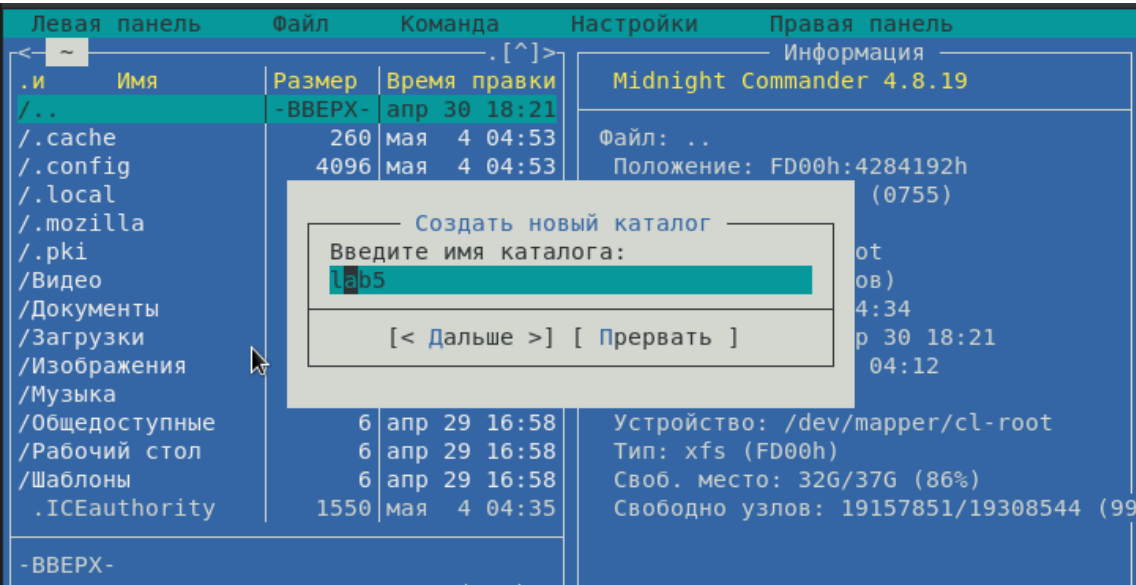 Левая панель Файл Команда Настройки Правая панель
<─ ~ .[^]>
.и Имя Размер Время правки
/.. -ВВЕРХ- апр 30 18:21
/.cache 260 мая 4 04:53
/.config 4096 мая 4 04:53
/.local
/.mozilla
/.pki
/Видео
/Документы
/Загрузки
/Изображения
/Музыка
/Общедоступные 6 апр 29 16:58
/Рабочий стол 6 апр 29 16:58
/Шаблоны 6 апр 29 16:58
.ICEauthority 1550 мая 4 04:35
-ВВЕРХ-
Создать новый каталог
Введите имя каталога:
lab5
[< Дальше >] [ Прервать ]
Информация
Midnight Commander 4.8.19
Файл: ..
Положение: FD00h:4284192h
(0755)
ot
ов)
4:34
р 30 18:21
04:12
Устройство: /dev/mapper/cl-root
Тип: xfs (FD00h)
Своб. место: 32G/37G (86%)
Свободно узлов: 19157851/19308544 (99